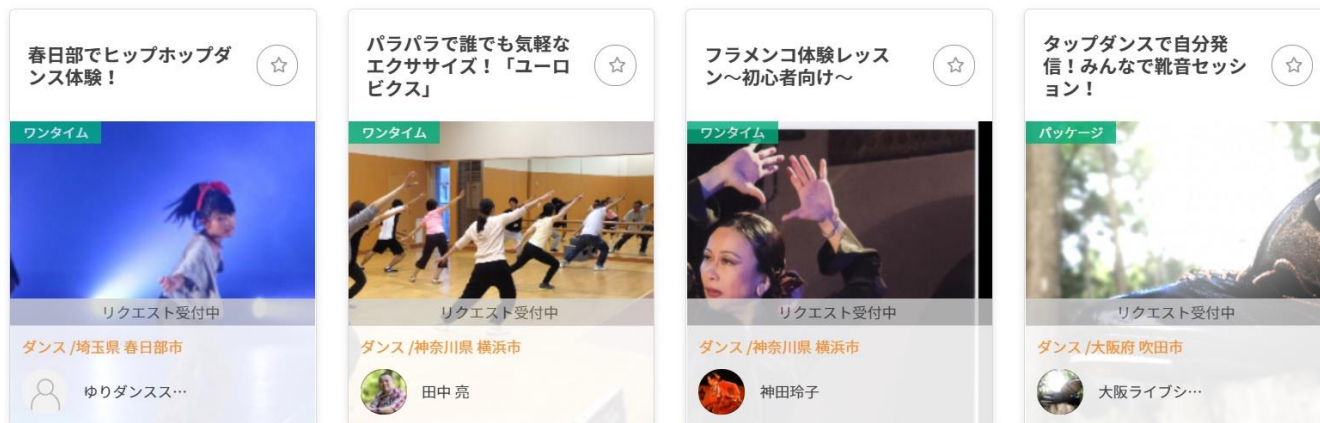 春日部でヒップホップダ
ンス体験！
ワンタイム
リクエスト受付中
ダンス /埼玉県 春日部市
ゆりダンスス…
パラパラで誰でも気軽な
エクササイズ！「ユーロ
ビクス」
ワンタイム
リクエスト受付中
ダンス /神奈川県 横浜市
田中 亮
フラメンコ体験レッス
ン～初心者向け～
ワンタイム
リクエスト受付中
ダンス /神奈川県 横浜市
神田玲子
タップダンスで自分発
信！みんなで靴音セッシ
ョン！
パッケージ
リクエスト受付中
ダンス /大阪府 吹田市
大阪ライブシ…